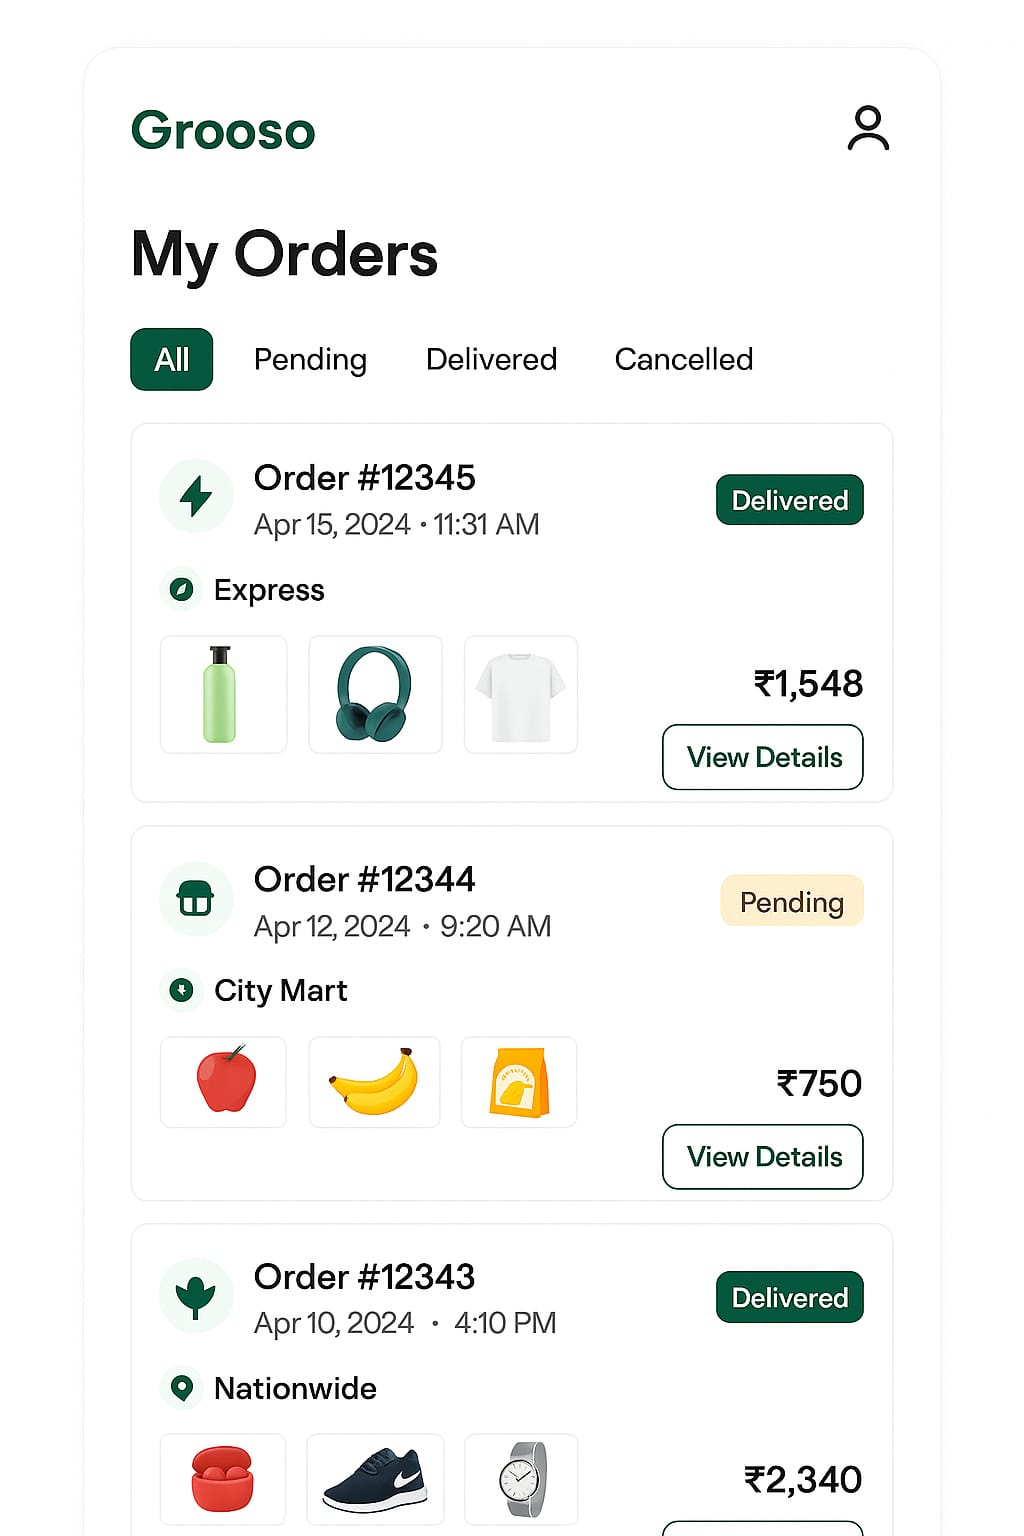 Grooso
My Orders
All Pending Delivered Cancelled
Order #12345
Apr 15, 2024 • 11:31 AM
Delivered
Express
₹1,548
View Details
Order #12344
Apr 12, 2024 • 9:20 AM
Pending
City Mart
₹750
View Details
Order #12343
Apr 10, 2024 • 4:10 PM
Delivered
Nationwide
₹2,340